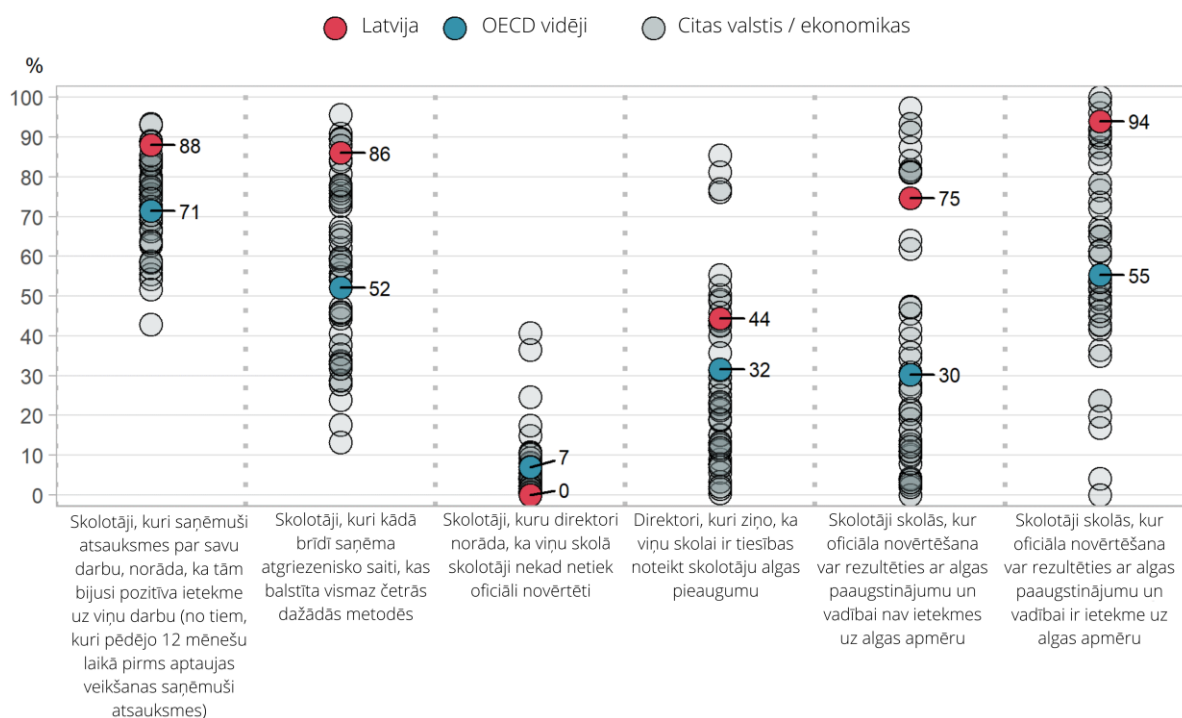 Latvija
OECD vidēji
Citas valstis / ekonomikas
%
100
90
80
70
60
50
40
30
20
10
0
88
71
86
52
7
0
44
32
75
30
94
55
Skolotāji, kuri saņēmuši
atsauksmes par savu
darbu, norāda, ka tām
bijusi pozitīva ietekme
uz viņu darbu (no tiem,
kuri pēdējo 12 mēnešu
laikā pirms aptaujas
veikšanas saņēmuši
atsauksmes)
Skolotāji, kuri kādā
brīdī saņēma
atgriezenisko saiti, kas
balstīta vismaz četrās
dažādās metodēs
Skolotāji, kuru direktori
norāda, ka viņu skolā
skolotāji nekad netiek
oficiāli novērtēti
Direktori, kuri ziņo, ka
viņu skolai ir tiesības
noteikt skolotāju algas
pieaugumu
Skolotāji skolās, kur
oficiāla novērtēšana
var rezultēties ar algas
paaugstinājumu un
vadībai nav ietekmes
uz algas apmēru
Skolotāji skolās, kur
oficiāla novērtēšana
var rezultēties ar algas
paaugstinājumu un
vadībai ir ietekme uz
algas apmēru